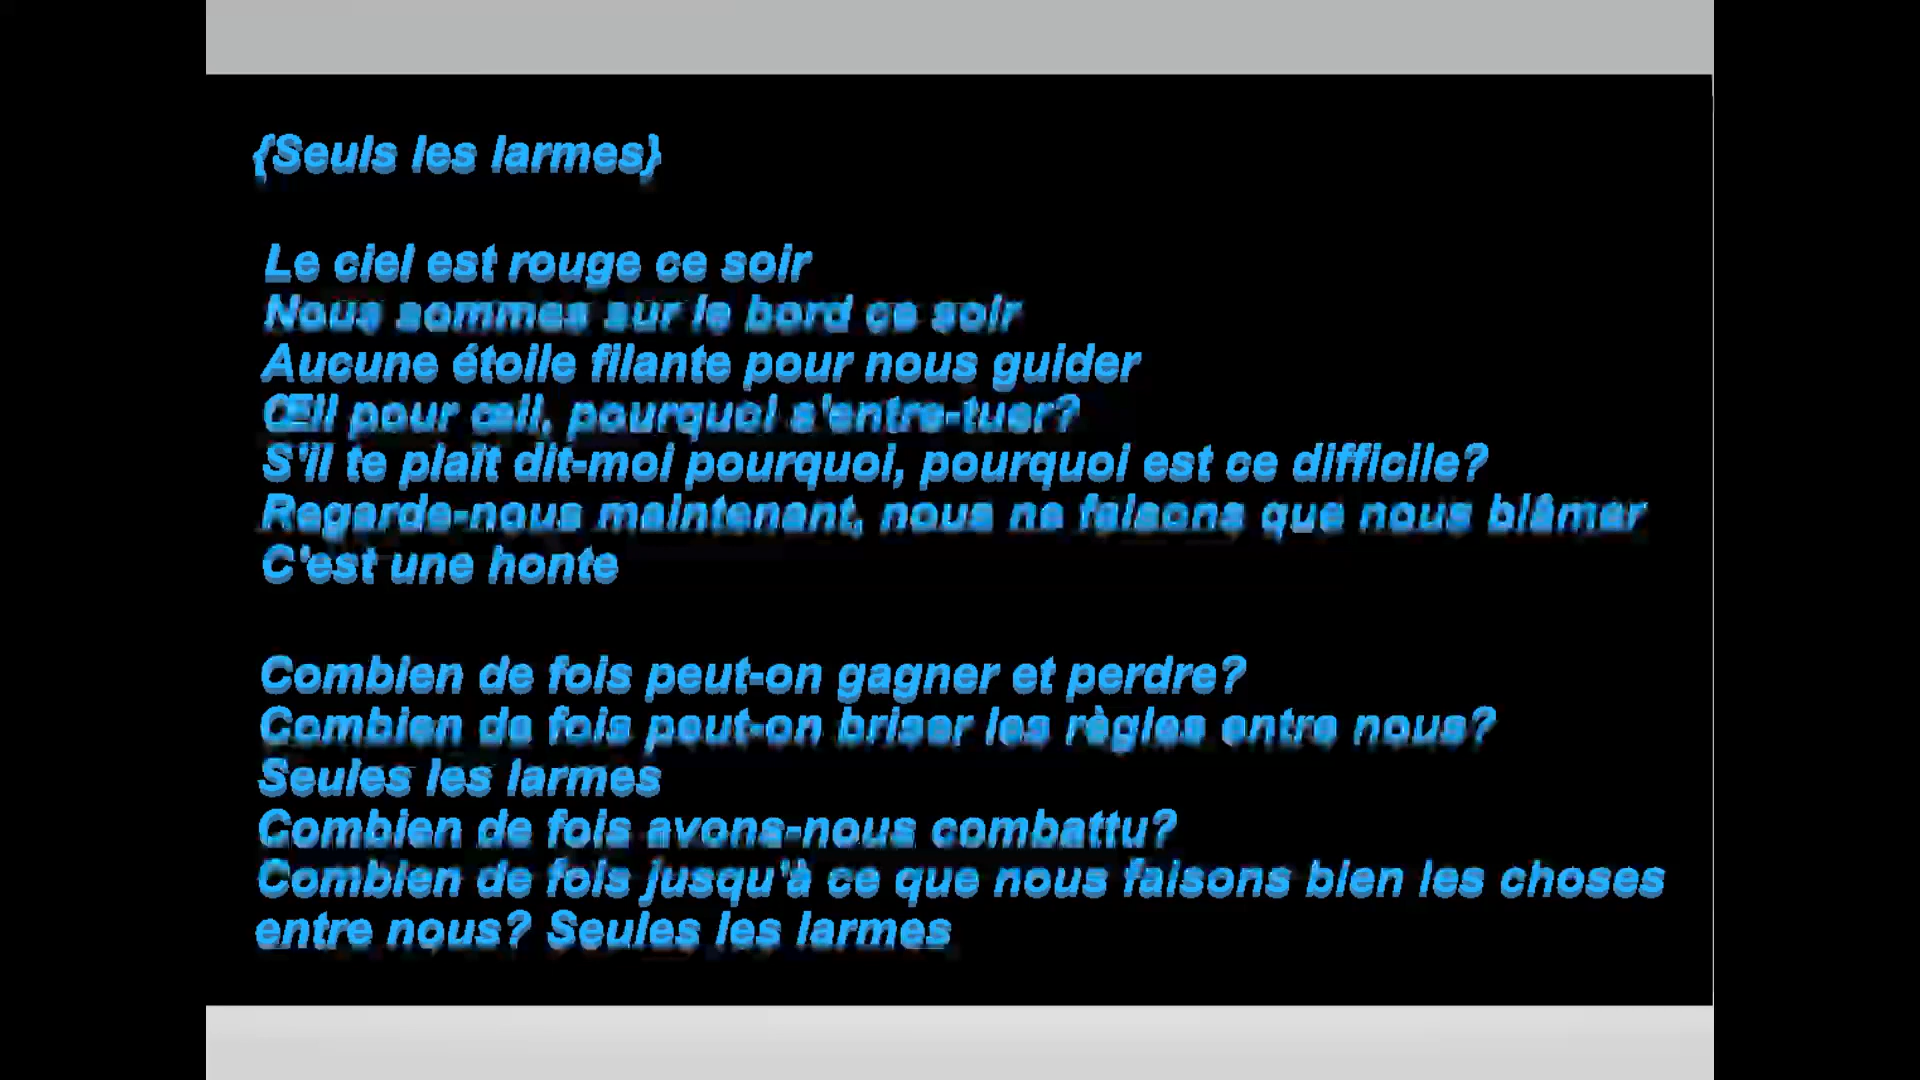 {Seuls les larmes}
Le ciel est rouge ce soir
Nous sommes sur le bord ce soir
Aucune étoile filante pour nous guider
Œil pour œil, pourquoi s'entre-tuer?
S'il te plaît dit-moi pourquoi, pourquoi est ce difficile?
Regarde-nous maintenant, nous ne faisons que nous blâmer
C'est une honte
Combien de fois peut-on gagner et perdre?
Combien de fois peut-on briser les règles entre nous?
Seules les larmes
Combien de fois avons-nous combattu?
Combien de fois jusqu'à ce que nous faisons bien les choses
entre nous? Seules les larmes